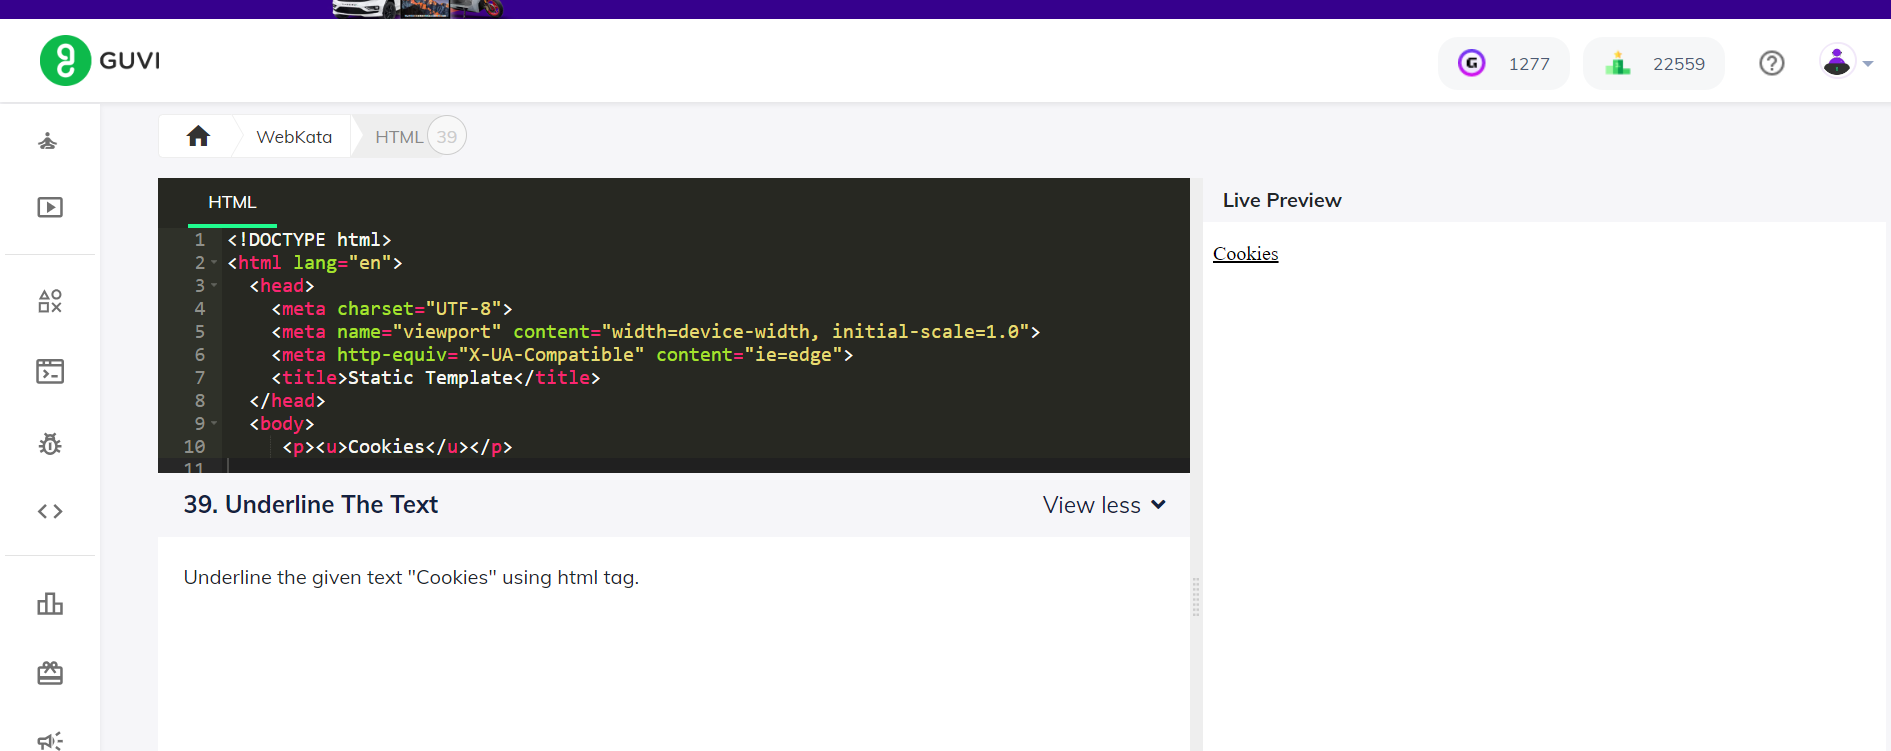 GUVI
1277
22559
WebKata
HTML 39
HTML
Live Preview
1 <!DOCTYPE html>
2 <html lang="en">
3 <head>
4 <meta charset="UTF-8">
5 <meta name="viewport" content="width=device-width, initial-scale=1.0">
6 <meta http-equiv="X-UA-Compatible" content="ie=edge">
7 <title>Static Template</title>
8 </head>
9 <body>
10 <p><u>Cookies</u></p>
11
Cookies
39. Underline The Text
View less
Underline the given text "Cookies" using html tag.